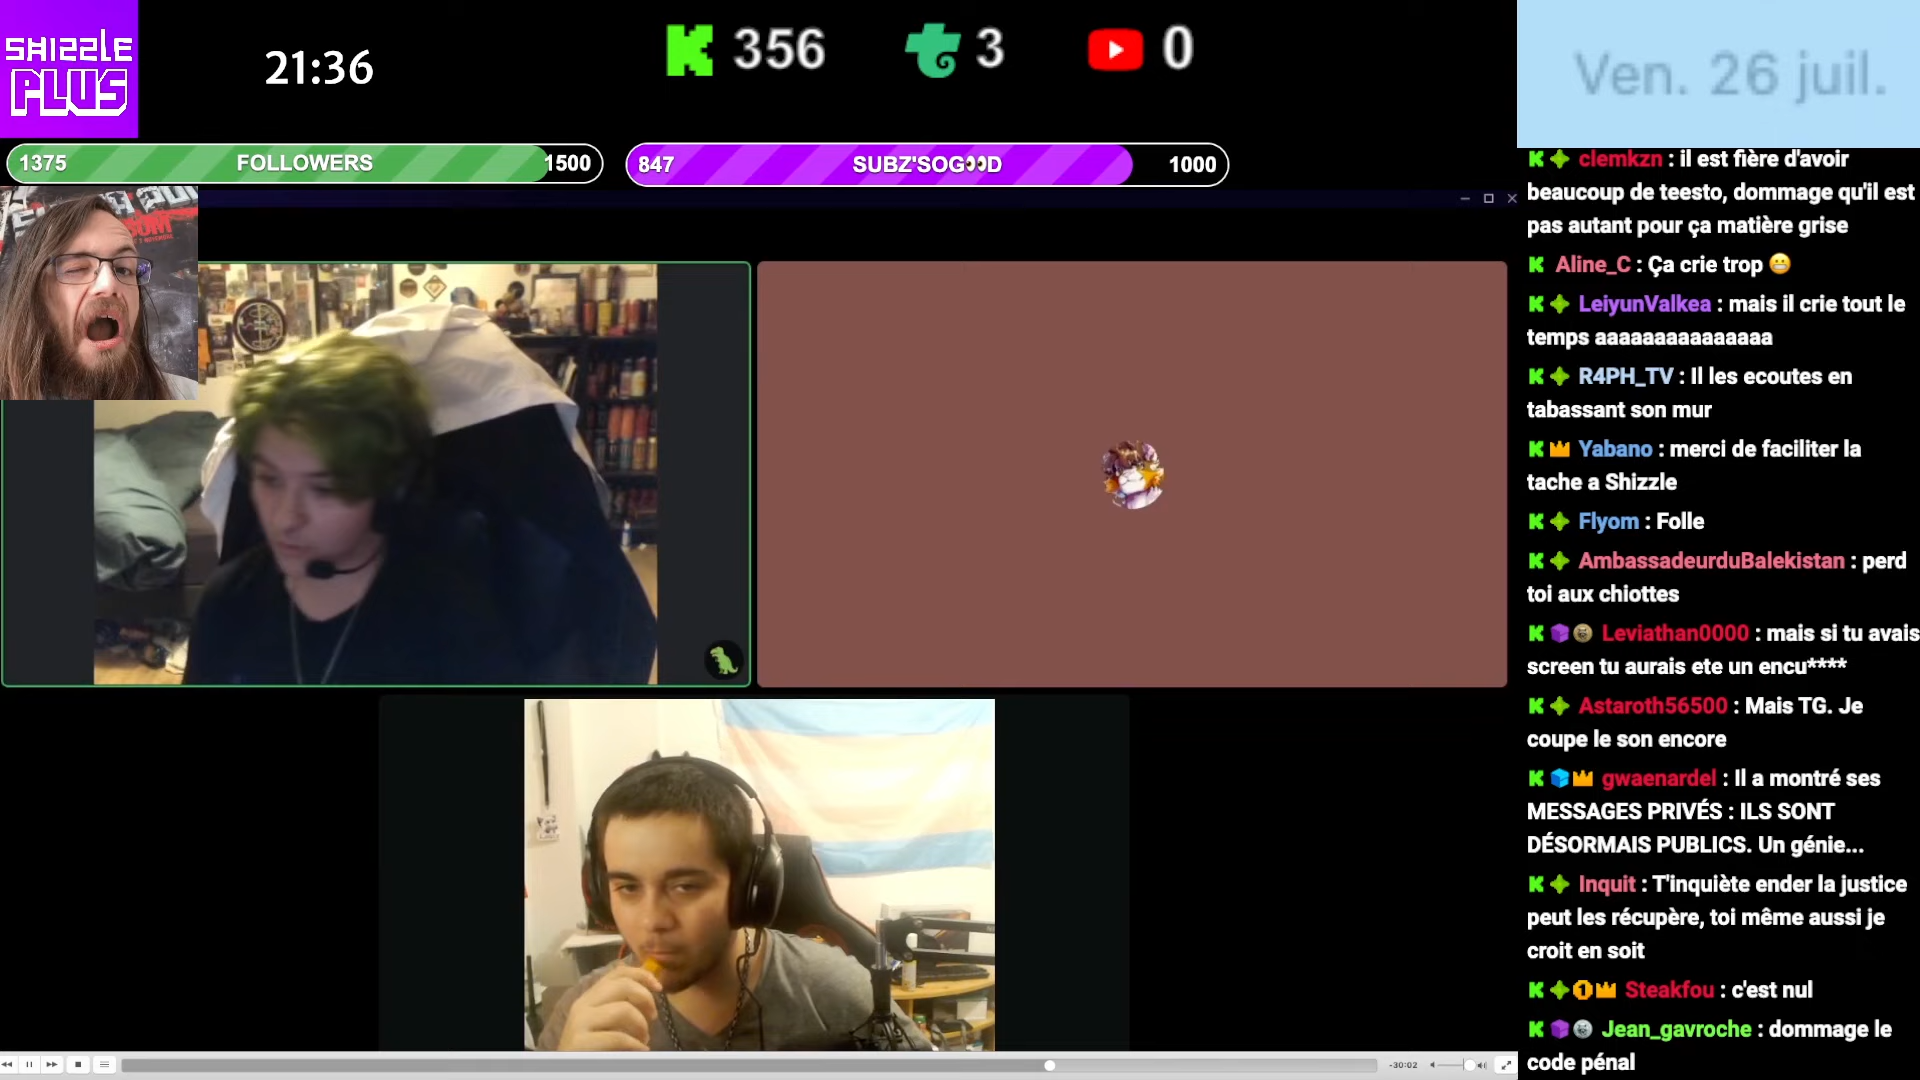 SHIZZLE
PLUS
21:36
356
3
0
Ven. 26 juil.
1375 FOLLOWERS 1500
847 SUBZ'SOG👀D 1000
clemkzn : il est fière d'avoir
beaucoup de teesto, dommage qu'il est
pas autant pour ça matière grise
Aline_C : Ça crie trop 😬
LeiyunValkea : mais il crie tout le
temps aaaaaaaaaaaaaaa
R4PH_TV : Il les ecoutes en
tabassant son mur
Yabano : merci de faciliter la
tache a Shizzle
Flyom : Folle
AmbassadeurduBalekistan : perd
toi aux chiottes
Leviathan0000 : mais si tu avais
screen tu aurais ete un encu****
Astaroth56500 : Mais TG. Je
coupe le son encore
gwaenardel : Il a montré ses
MESSAGES PRIVÉS : ILS SONT
DÉSORMAIS PUBLICS. Un génie...
Inquit : T'inquiète ender la justice
peut les récupère, toi même aussi je
croit en soit
Steakfou : c'est nul
Jean_gavroche : dommage le
code pénal
-30:02